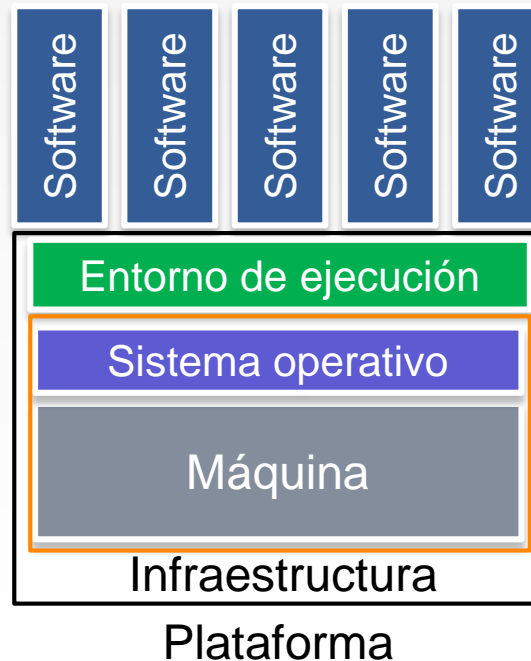 Software
Software
Software
Software
Software
Entorno de ejecución
Sistema operativo
Máquina
Infraestructura
Plataforma